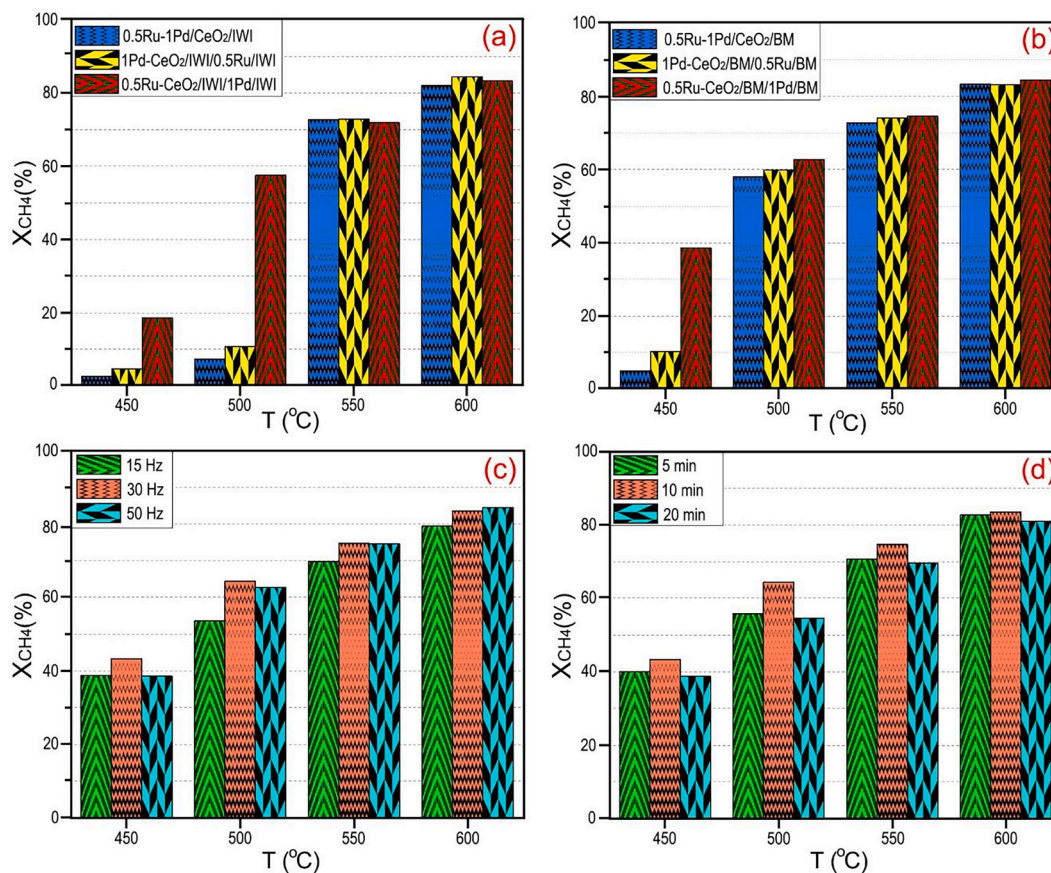 100
80
60
40
20
0
X_CH4(%)
0.5Ru-1Pd/CeO₂/IWI
1Pd-CeO₂/IWI/0.5Ru/IWI
0.5Ru-CeO₂/IWI/1Pd/IWI
(a)
450 500 550 600
T (°C)
100
80
60
40
20
0
X_CH4(%)
0.5Ru-1Pd/CeO₂/BM
1Pd-CeO₂/BM/0.5Ru/BM
0.5Ru-CeO₂/BM/1Pd/BM
(b)
450 500 550 600
T (°C)
100
80
60
40
20
0
X_CH4(%)
15 Hz
30 Hz
50 Hz
(c)
450 500 550 600
T (°C)
100
80
60
40
20
0
X_CH4(%)
5 min
10 min
20 min
(d)
450 500 550 600
T (°C)